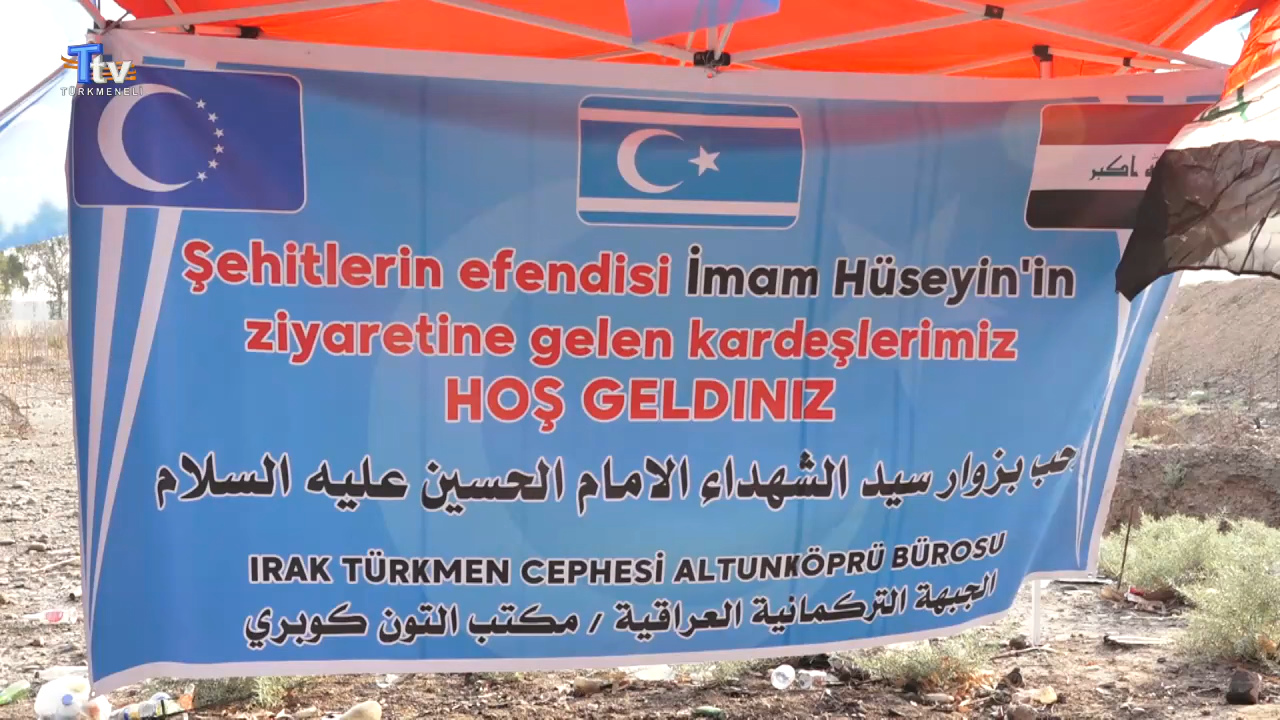 Ttv
TÜRKMENELİ
اكبر
Şehitlerin efendisi İmam Hüseyin'in
ziyaretine gelen kardeşlerimiz
HOŞ GELDINIZ
بزوار سيد الشهداء الامام الحسين عليه السلام
IRAK TÜRKMEN CEPHESİ ALTUNKÖPRÜ BÜROSU
الجبهة التركمانية العراقية / مكتب التون كوبري